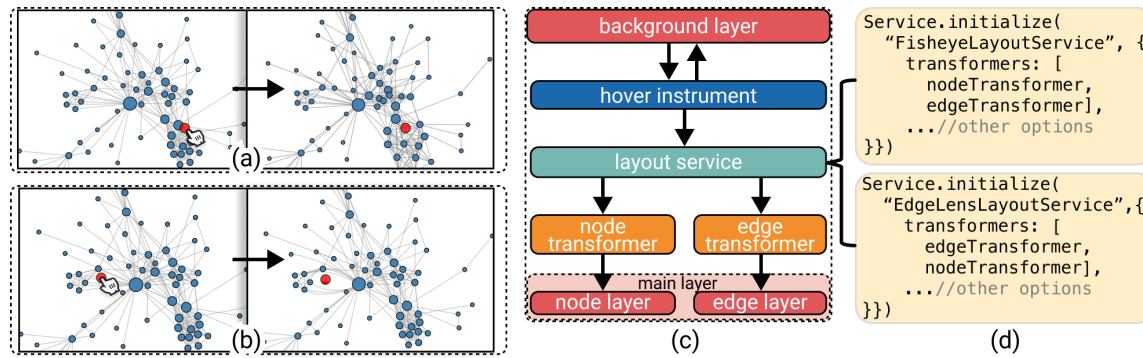 (a)
(b)
background layer
hover instrument
layout service
node transformer
edge transformer
main layer
node layer
edge layer
(c)
Service.initialize(
“FisheyeLayoutService”, {
transformers: [
nodeTransformer,
edgeTransformer],
...//other options
}})
Service.initialize(
“EdgeLensLayoutService”,{
transformers: [
edgeTransformer,
nodeTransformer],
...//other options
}})
(d)